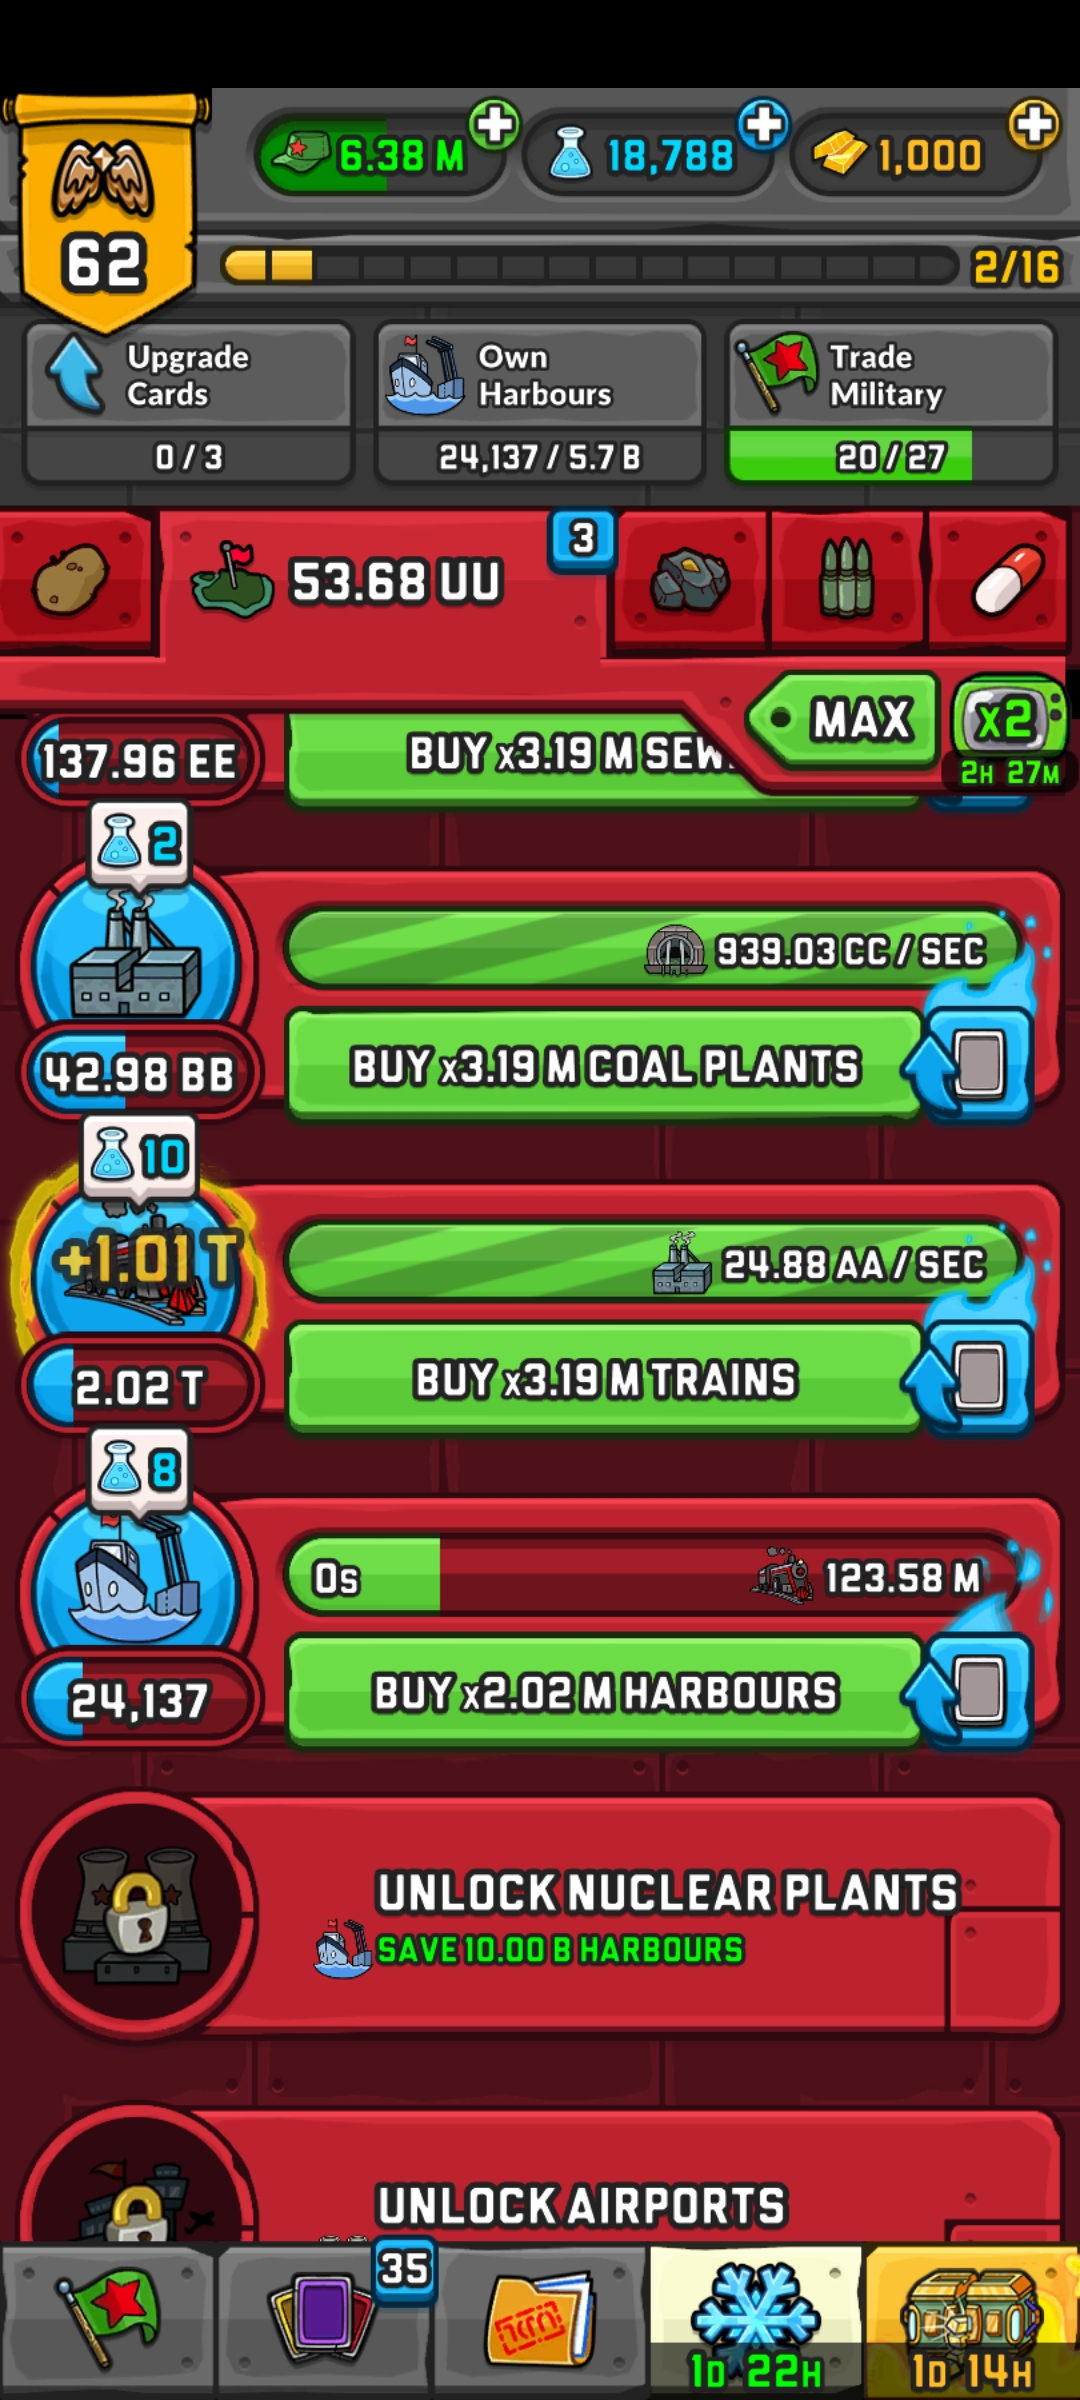 6.38 M
18,788
1,000
62
2/16
Upgrade
Cards
0 / 3
Own
Harbours
24,137 / 5.7 B
Trade
Military
20 / 27
53.68 UU
3
MAX
x2
2H 27M
137.96 EE
BUY x3.19 M
2
939.03 CC / SEC
42.98 BB
BUY x3.19 M COAL PLANTS
10
+1.01 T
24.88 AA / SEC
2.02 T
BUY x3.19 M TRAINS
8
0s
123.58 M
24,137
BUY x2.02 M HARBOURS
UNLOCK NUCLEAR PLANTS
SAVE 10.00 B HARBOURS
UNLOCK AIRPORTS
35
1D 22H
1D 14H